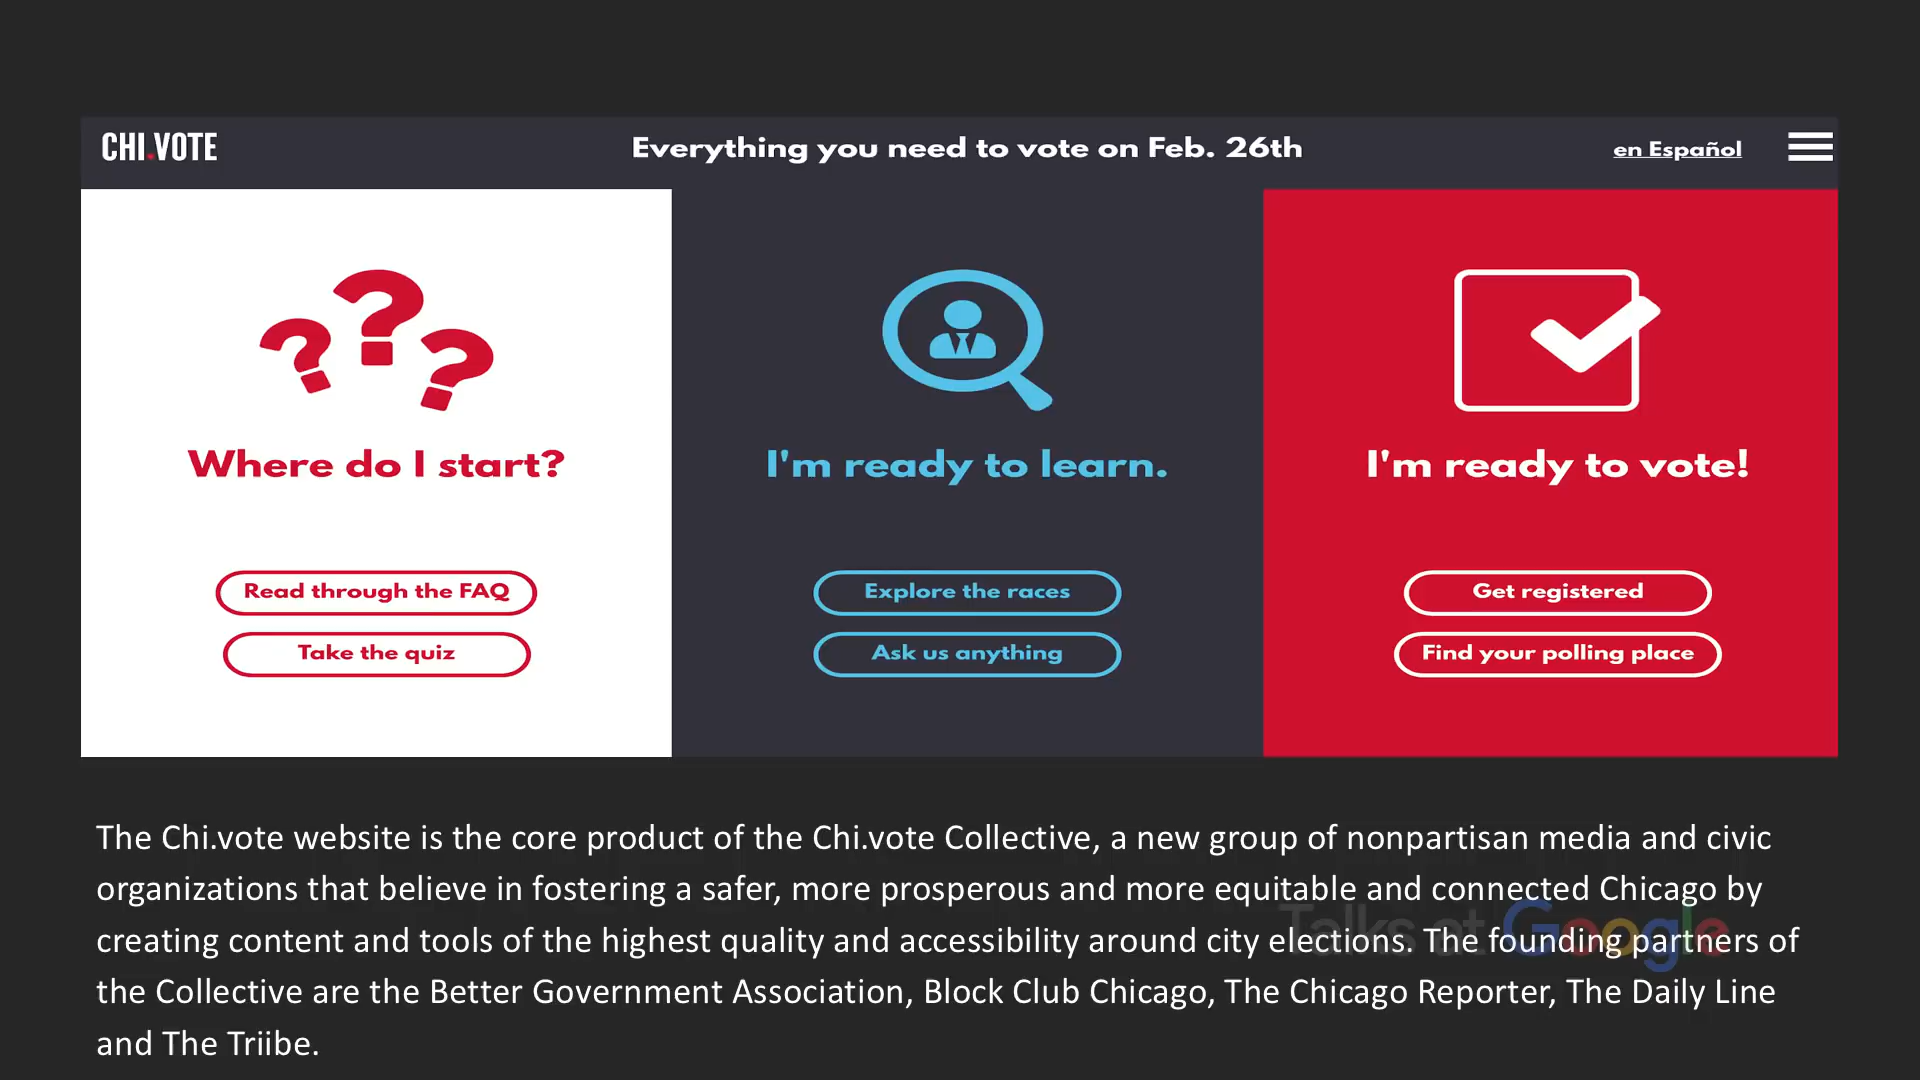 CHI.VOTE
Everything you need to vote on Feb. 26th
en Español
Where do I start?
Read through the FAQ
Take the quiz
I'm ready to learn.
Explore the races
Ask us anything
I'm ready to vote!
Get registered
Find your polling place
The Chi.vote website is the core product of the Chi.vote Collective, a new group of nonpartisan media and civic
organizations that believe in fostering a safer, more prosperous and more equitable and connected Chicago by
creating content and tools of the highest quality and accessibility around city elections. The founding partners of
the Collective are the Better Government Association, Block Club Chicago, The Chicago Reporter, The Daily Line
and The Triibe.
Talks at Google